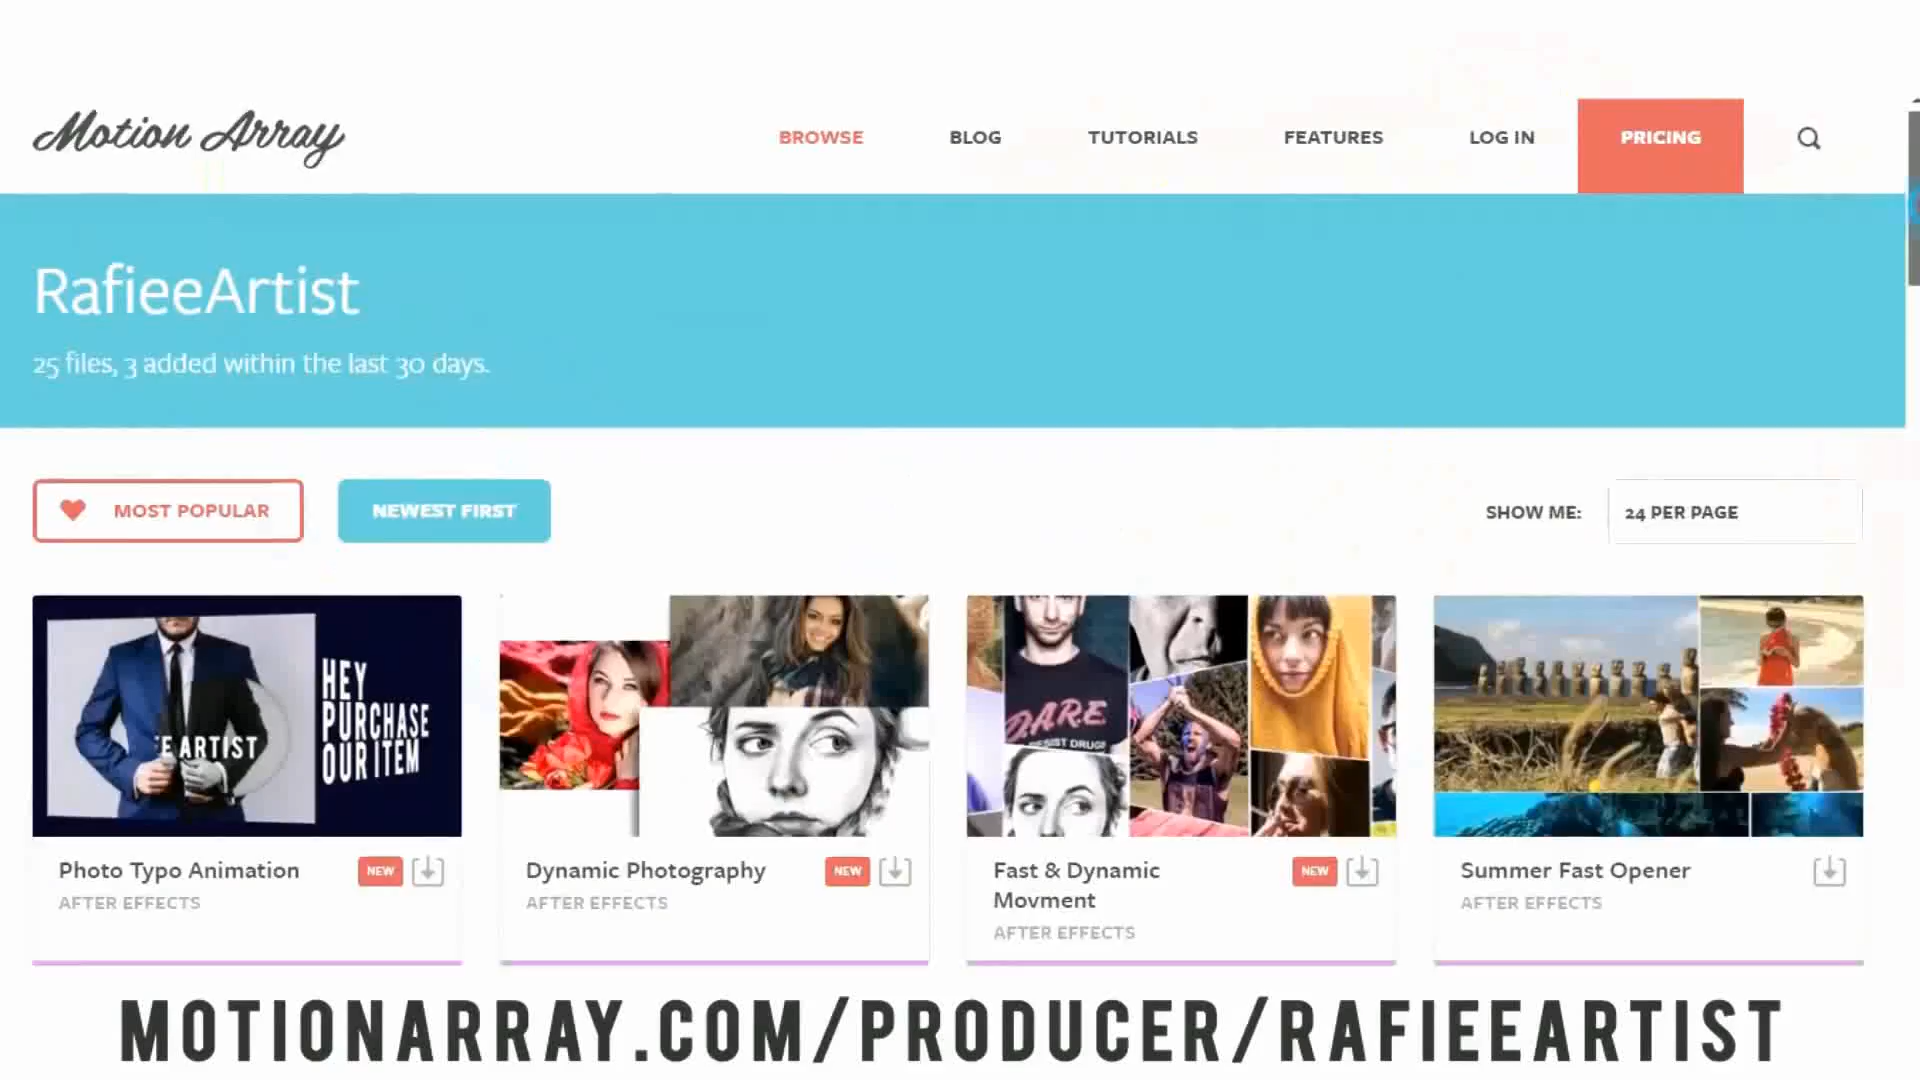 Motion Array
BROWSE
BLOG
TUTORIALS
FEATURES
LOG IN
PRICING
RafieeArtist
25 files, 3 added within the last 30 days.
MOST POPULAR
NEWEST FIRST
SHOW ME:
24 PER PAGE
E ARTIST
HEY
PURCHASE
OUR ITEM
D.A.R.E.
Photo Typo Animation
NEW
AFTER EFFECTS
Dynamic Photography
NEW
AFTER EFFECTS
Fast & Dynamic
Movment
NEW
AFTER EFFECTS
Summer Fast Opener
AFTER EFFECTS
MOTIONARRAY.COM/PRODUCER/RAFIEEARTIST